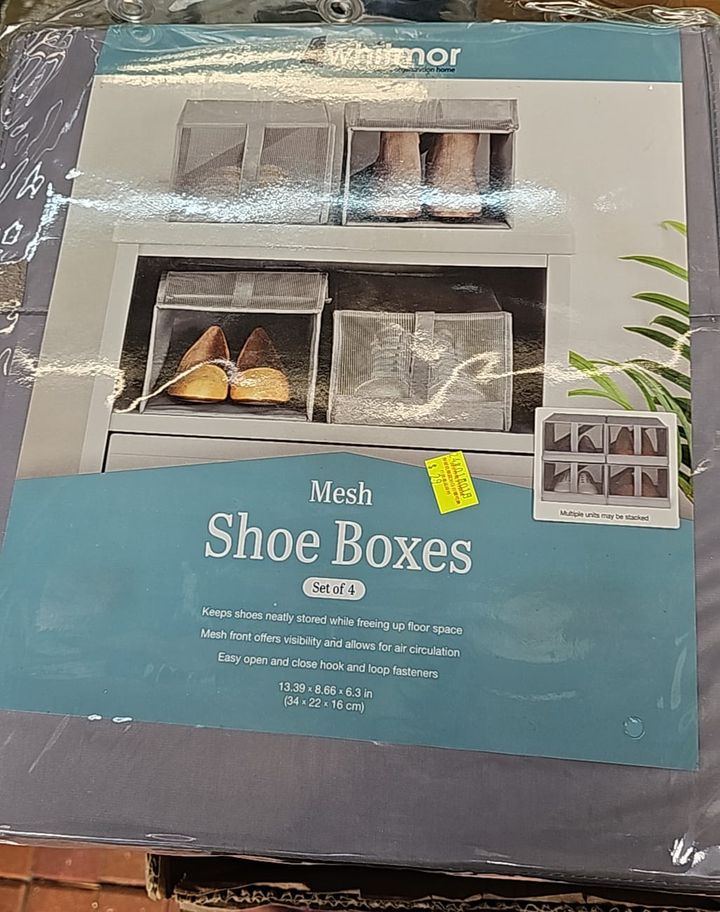 whitmor
Multiple units may be stacked
Mesh
Shoe Boxes
Set of 4
Keeps shoes neatly stored while freeing up floor space
Mesh front offers visibility and allows for air circulation
Easy open and close hook and loop fasteners
13.39 x 8.66 x 6.3 in
(34 x 22 x 16 cm)